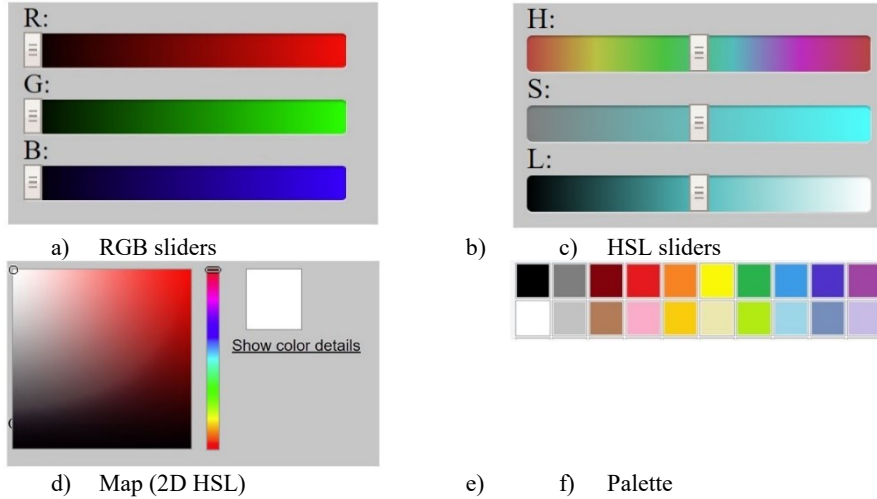 R:
G:
B:
H:
S:
L:
a) RGB sliders
b) c) HSL sliders
Show color details
d) Map (2D HSL)
e) f) Palette